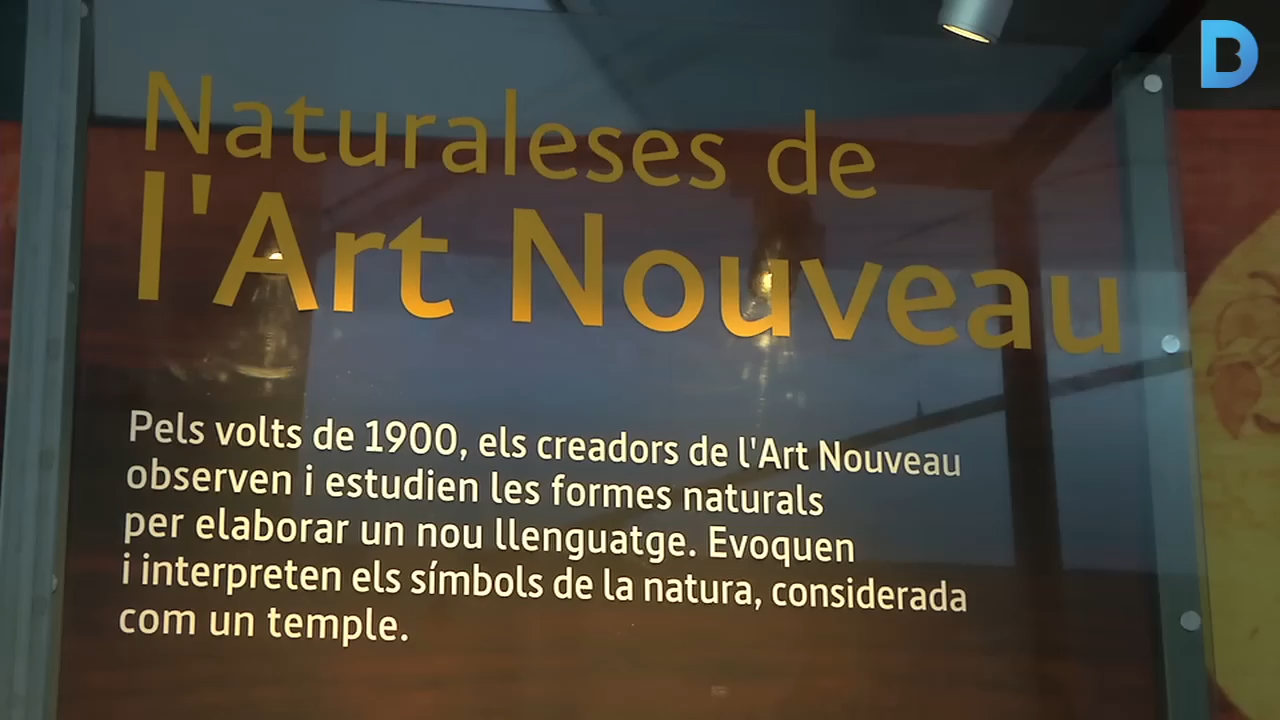 Naturaleses de
l'Art Nouveau
Pels volts de 1900, els creadors de l'Art Nouveau
observen i estudien les formes naturals
per elaborar un nou llenguatge. Evoquen
i interpreten els símbols de la natura, considerada
com un temple.
B